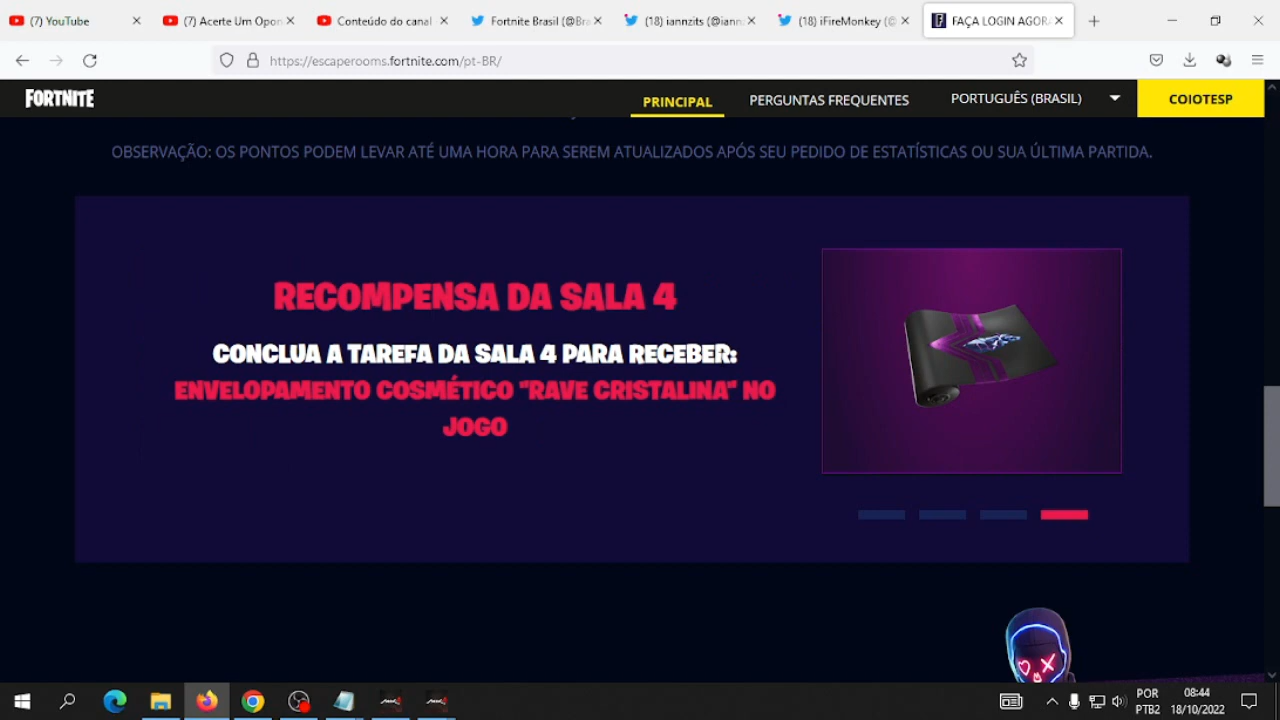 (7) YouTube
(7) Acerte Um Opon
Conteúdo do canal
Fortnite Brasil (@Bra
(18) iannzits (@iann
(18) iFireMonkey (@
FAÇA LOGIN AGORA
https://escaperooms.fortnite.com/pt-BR/
FORTNITE
PRINCIPAL
PERGUNTAS FREQUENTES
PORTUGUÊS (BRASIL)
COIOTESP
OBSERVAÇÃO: OS PONTOS PODEM LEVAR ATÉ UMA HORA PARA SEREM ATUALIZADOS APÓS SEU PEDIDO DE ESTATÍSTICAS OU SUA ÚLTIMA PARTIDA.
RECOMPENSA DA SALA 4
CONCLUA A TAREFA DA SALA 4 PARA RECEBER:
ENVELOPAMENTO COSMÉTICO "RAVE CRISTALINA" NO
JOGO
POR
PTB2
08:44
18/10/2022